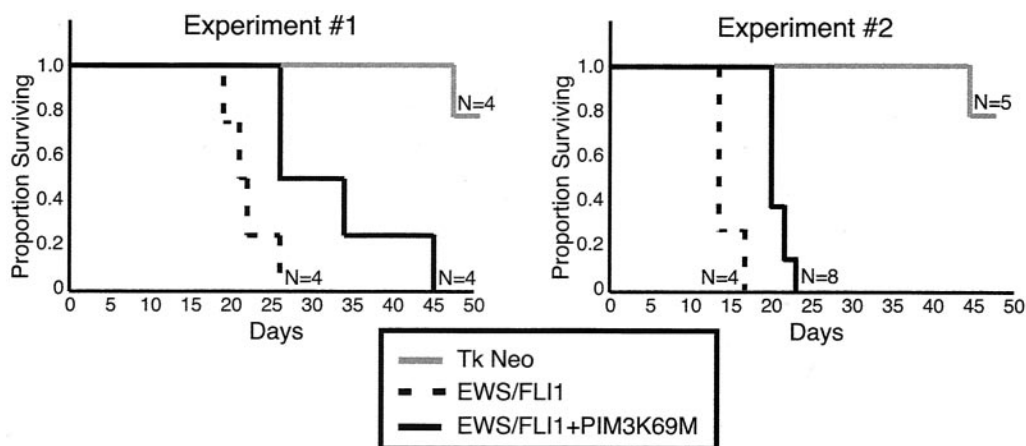 Experiment #1
Proportion Surviving
1.0
0.8
0.6
0.4
0.2
0
N=4
N=4
N=4
0 5 10 15 20 25 30 35 40 45 50
Days
Experiment #2
Proportion Surviving
1.0
0.8
0.6
0.4
0.2
0
N=5
N=4
N=8
0 5 10 15 20 25 30 35 40 45 50
Days
Tk Neo
EWS/FLI1
EWS/FLI1+PIM3K69M